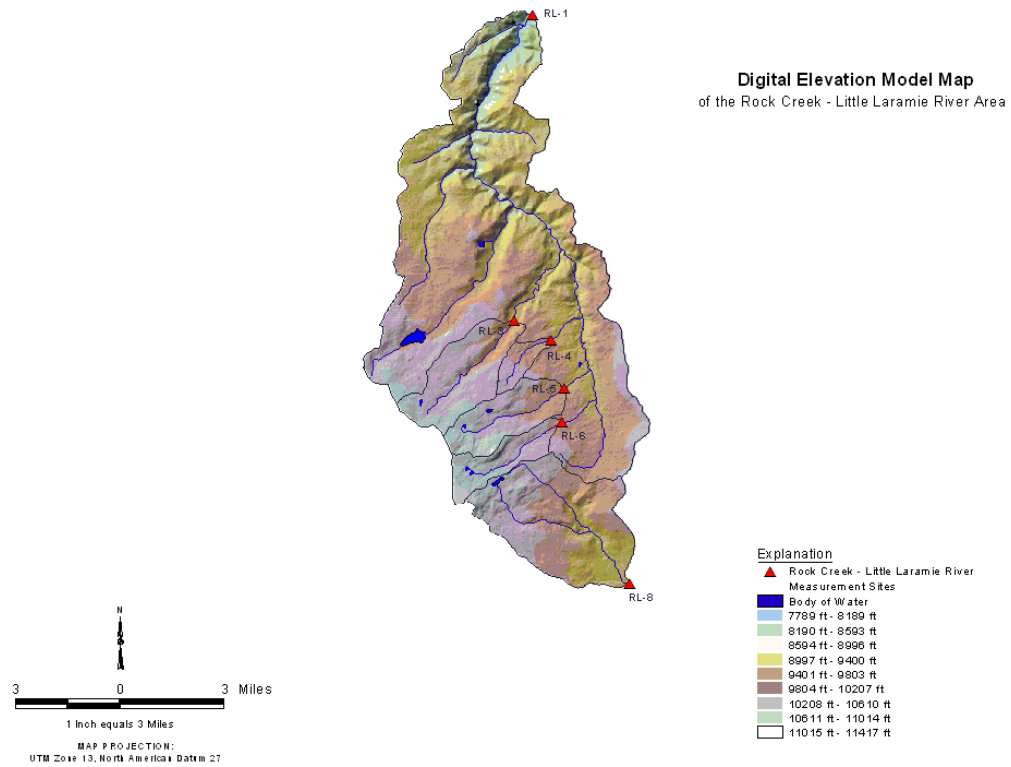 RL-1
Digital Elevation Model Map
of the Rock Creek - Little Laramie River Area
RL-3
RL-4
RL-5
RL-6
RL-8
Explanation
Rock Creek - Little Laramie River
Measurement Sites
Body of Water
7789 ft - 8189 ft
8190 ft - 8593 ft
8594 ft - 8996 ft
8997 ft - 9400 ft
9401 ft - 9803 ft
9804 ft - 10207 ft
10208 ft - 10610 ft
10611 ft - 11014 ft
11015 ft - 11417 ft
N
3 0 3 Miles
1 Inch equals 3 Miles
MAP PROJECTION:
UTM Zone 13, North American Datum 27